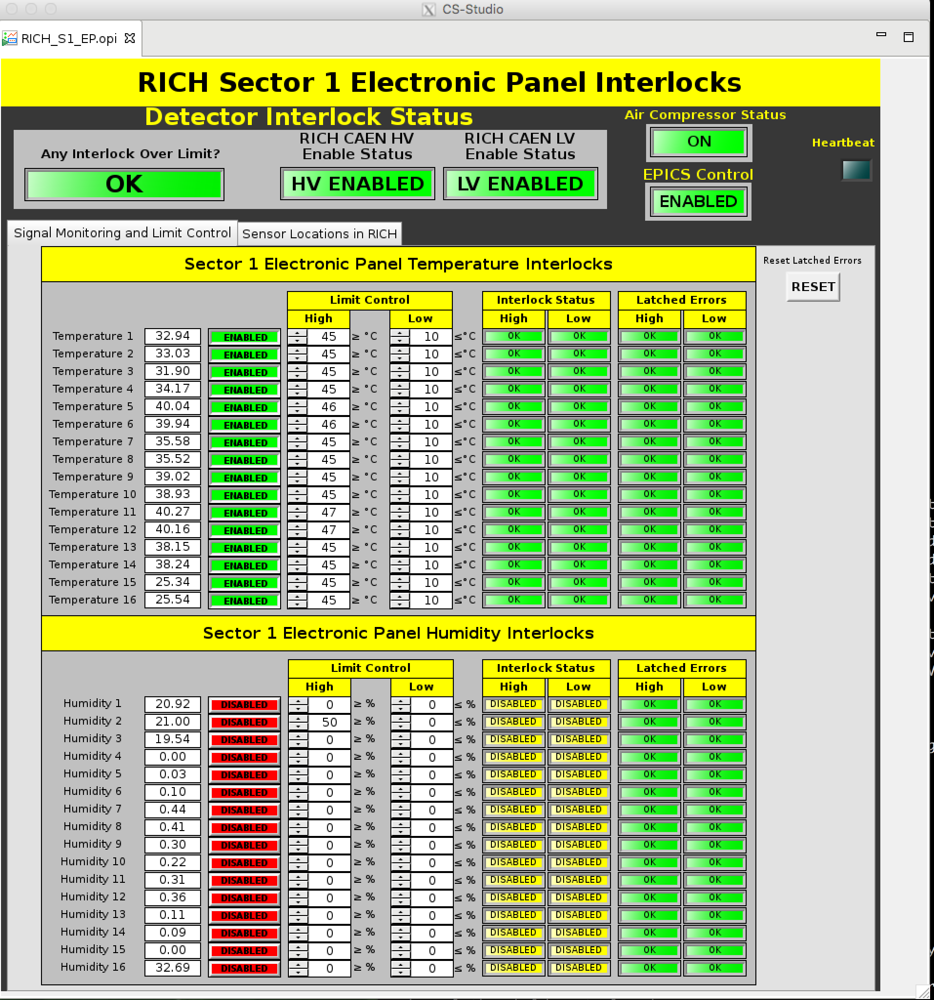 CS-Studio
RICH_S1_EP.opi
RICH Sector 1 Electronic Panel Interlocks
Detector Interlock Status
Air Compressor Status
ON
Heartbeat
Any Interlock Over Limit?
OK
RICH CAEN HV
Enable Status
HV ENABLED
RICH CAEN LV
Enable Status
LV ENABLED
EPICS Control
ENABLED
Signal Monitoring and Limit Control
Sensor Locations in RICH
Sector 1 Electronic Panel Temperature Interlocks
Reset Latched Errors
RESET
Limit Control Interlock Status Latched Errors
High Low High Low High Low
Temperature 1 32.94 ENABLED 45 ≥ °C 10 ≤°C OK OK OK OK
Temperature 2 33.03 ENABLED 45 ≥ °C 10 ≤°C OK OK OK OK
Temperature 3 31.90 ENABLED 45 ≥ °C 10 ≤°C OK OK OK OK
Temperature 4 34.17 ENABLED 45 ≥ °C 10 ≤°C OK OK OK OK
Temperature 5 40.04 ENABLED 46 ≥ °C 10 ≤°C OK OK OK OK
Temperature 6 39.94 ENABLED 46 ≥ °C 10 ≤°C OK OK OK OK
Temperature 7 35.58 ENABLED 45 ≥ °C 10 ≤°C OK OK OK OK
Temperature 8 35.52 ENABLED 45 ≥ °C 10 ≤°C OK OK OK OK
Temperature 9 39.02 ENABLED 45 ≥ °C 10 ≤°C OK OK OK OK
Temperature 10 38.93 ENABLED 45 ≥ °C 10 ≤°C OK OK OK OK
Temperature 11 40.27 ENABLED 47 ≥ °C 10 ≤°C OK OK OK OK
Temperature 12 40.16 ENABLED 47 ≥ °C 10 ≤°C OK OK OK OK
Temperature 13 38.15 ENABLED 45 ≥ °C 10 ≤°C OK OK OK OK
Temperature 14 38.24 ENABLED 45 ≥ °C 10 ≤°C OK OK OK OK
Temperature 15 25.34 ENABLED 45 ≥ °C 10 ≤°C OK OK OK OK
Temperature 16 25.54 ENABLED 45 ≥ °C 10 ≤°C OK OK OK OK
Sector 1 Electronic Panel Humidity Interlocks
Limit Control Interlock Status Latched Errors
High Low High Low High Low
Humidity 1 20.92 DISABLED 0 ≥ % 0 ≤ % DISABLED DISABLED OK OK
Humidity 2 21.00 DISABLED 50 ≥ % 0 ≤ % DISABLED DISABLED OK OK
Humidity 3 19.54 DISABLED 0 ≥ % 0 ≤ % DISABLED DISABLED OK OK
Humidity 4 0.00 DISABLED 0 ≥ % 0 ≤ % DISABLED DISABLED OK OK
Humidity 5 0.03 DISABLED 0 ≥ % 0 ≤ % DISABLED DISABLED OK OK
Humidity 6 0.10 DISABLED 0 ≥ % 0 ≤ % DISABLED DISABLED OK OK
Humidity 7 0.44 DISABLED 0 ≥ % 0 ≤ % DISABLED DISABLED OK OK
Humidity 8 0.41 DISABLED 0 ≥ % 0 ≤ % DISABLED DISABLED OK OK
Humidity 9 0.30 DISABLED 0 ≥ % 0 ≤ % DISABLED DISABLED OK OK
Humidity 10 0.22 DISABLED 0 ≥ % 0 ≤ % DISABLED DISABLED OK OK
Humidity 11 0.31 DISABLED 0 ≥ % 0 ≤ % DISABLED DISABLED OK OK
Humidity 12 0.36 DISABLED 0 ≥ % 0 ≤ % DISABLED DISABLED OK OK
Humidity 13 0.11 DISABLED 0 ≥ % 0 ≤ % DISABLED DISABLED OK OK
Humidity 14 0.09 DISABLED 0 ≥ % 0 ≤ % DISABLED DISABLED OK OK
Humidity 15 0.00 DISABLED 0 ≥ % 0 ≤ % DISABLED DISABLED OK OK
Humidity 16 32.69 DISABLED 0 ≥ % 0 ≤ % DISABLED DISABLED OK OK